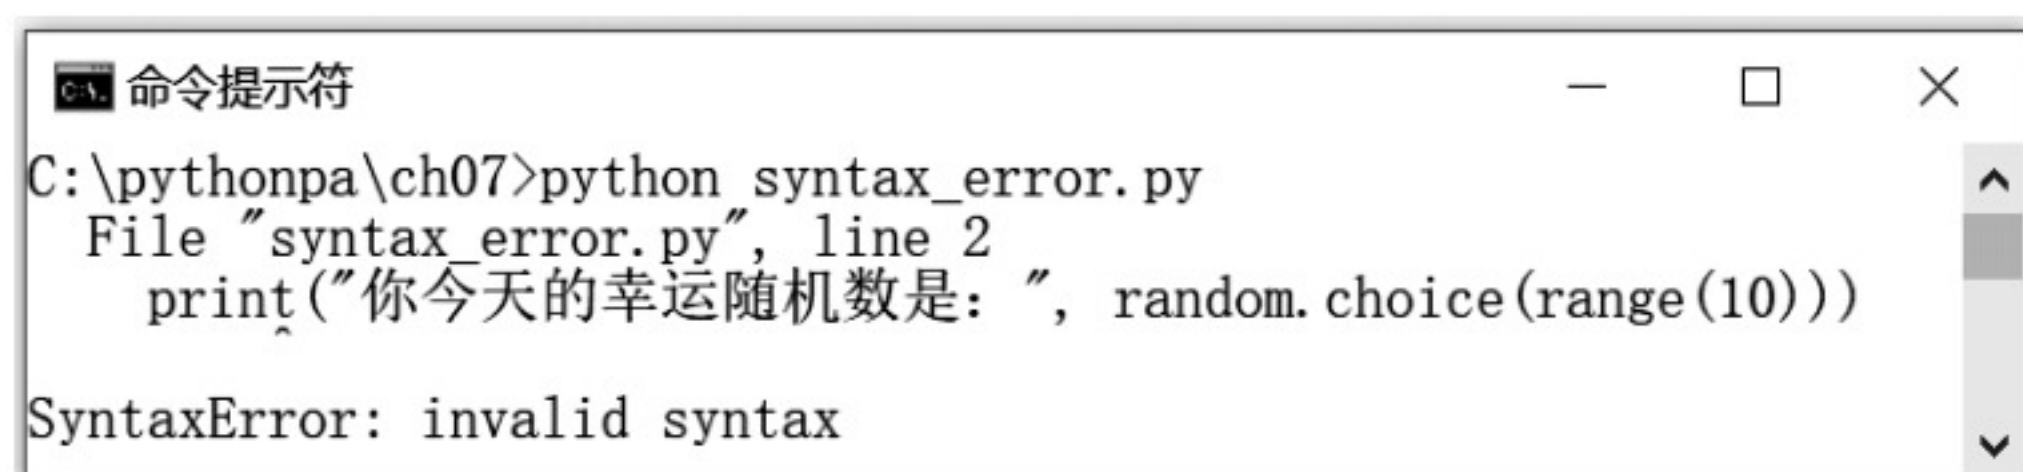 命令提示符
C:\pythonpa\ch07>python syntax_error.py
File "syntax_error.py", line 2
print("你今天的幸运随机数是：", random.choice(range(10)))
^
SyntaxError: invalid syntax